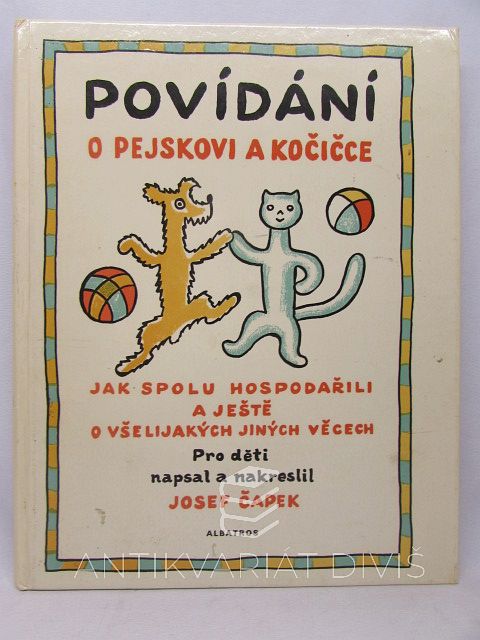 POVÍDÁNÍ
O PEJSKOVI A KOČIČCE
JAK SPOLU HOSPODAŘILI
A JEŠTĚ
O VŠELIJAKÝCH JINÝCH VĚCECH
Pro děti
napsal a nakreslil
JOSEF ČAPEK
ALBATROS
ANTIKVARIÁT DIVIŠ